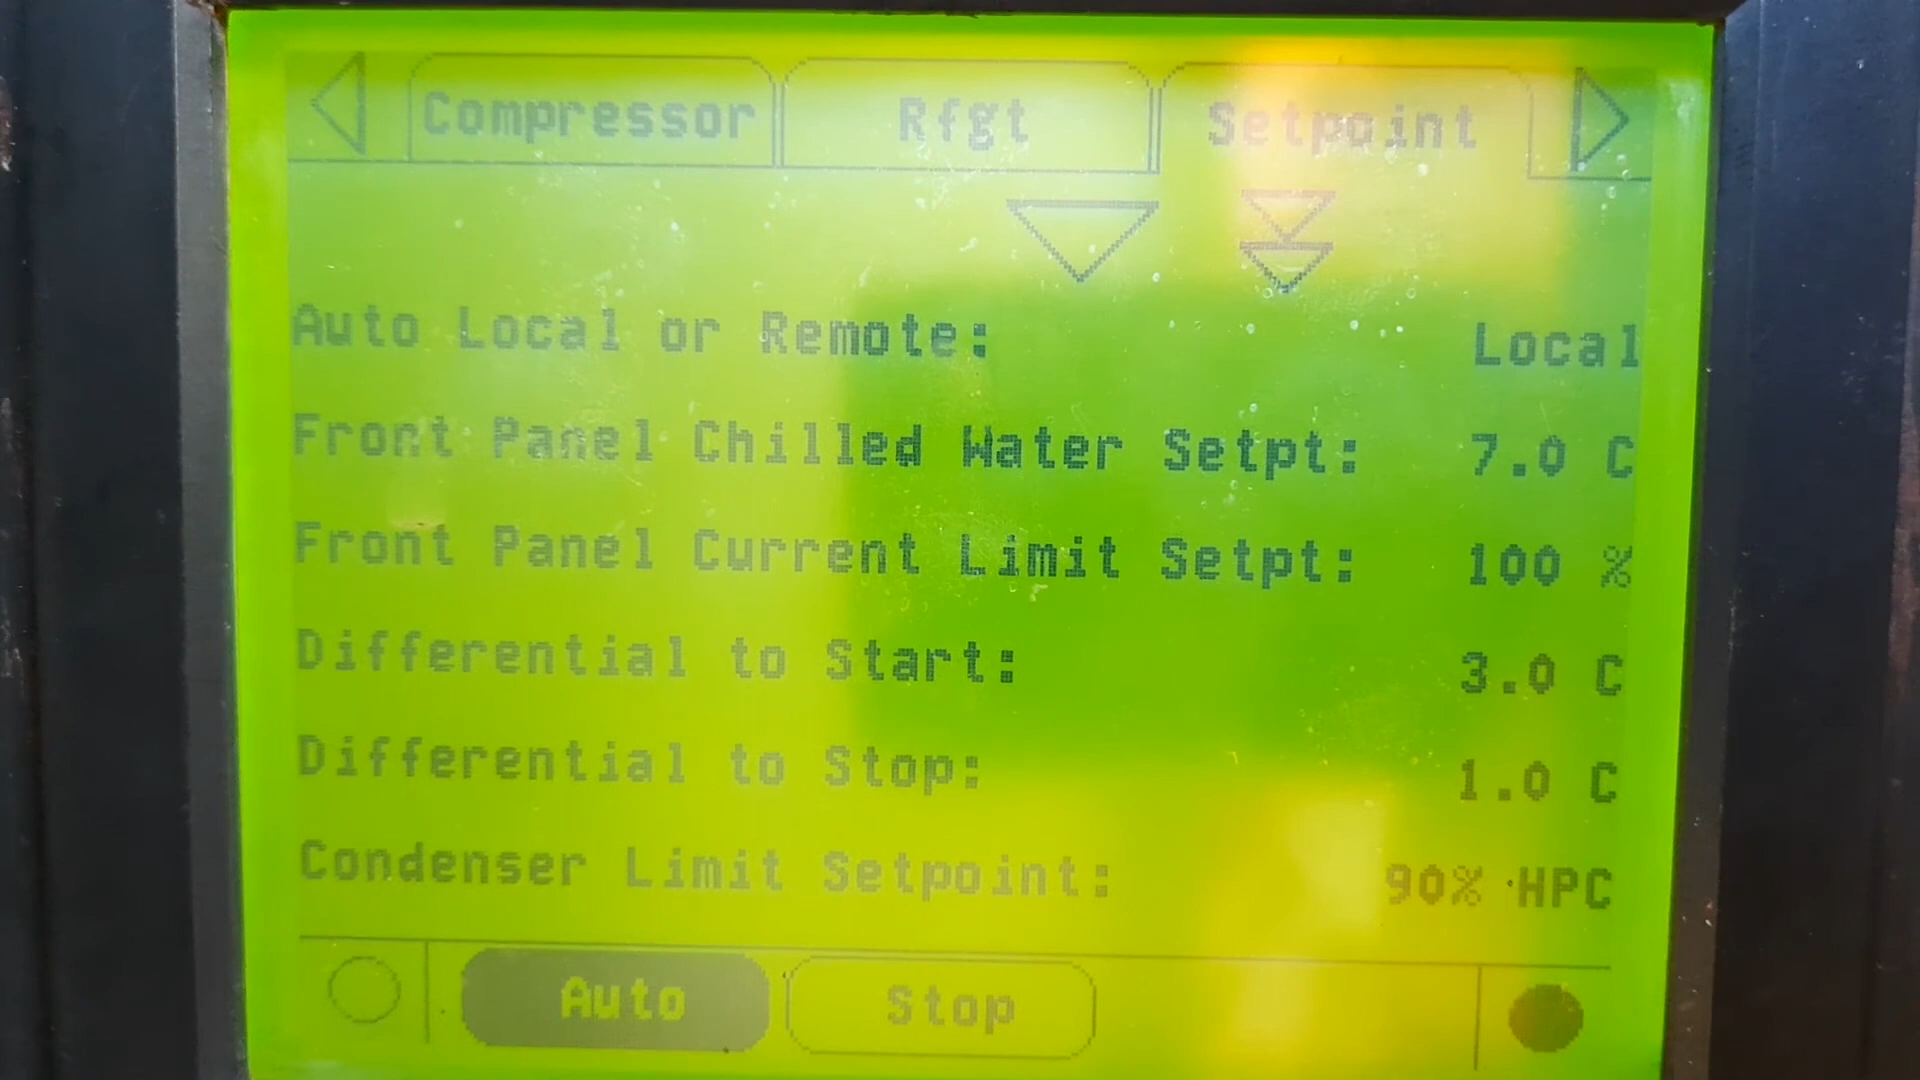 Compressor Rfgt Setpoint
Auto Local or Remote: Local
Front Panel Chilled Water Setpt: 7.0 C
Front Panel Current Limit Setpt: 100 %
Differential to Start: 3.0 C
Differential to Stop: 1.0 C
Condenser Limit Setpoint: 90% HPC
Auto Stop